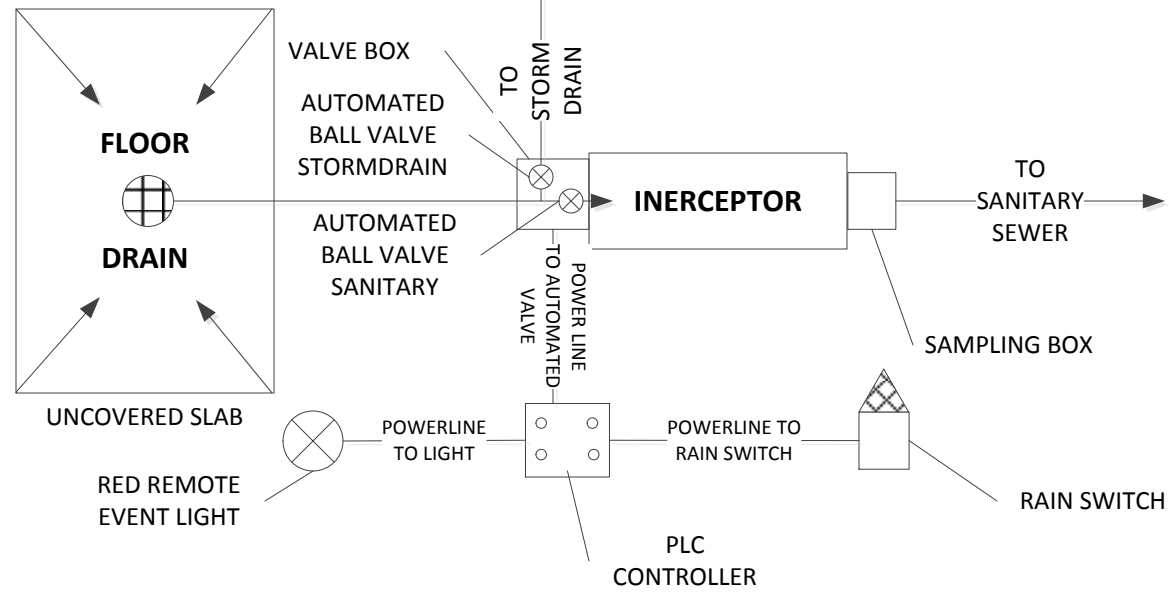 FLOOR
DRAIN
UNCOVERED SLAB
VALVE BOX
AUTOMATED
BALL VALVE
STORMDRAIN
AUTOMATED
BALL VALVE
SANITARY
TO
STORM
DRAIN
INERCEPTOR
TO
SANITARY
SEWER
SAMPLING BOX
POWER LINE
TO AUTOMATED
VALVE
POWERLINE
TO LIGHT
POWERLINE TO
RAIN SWITCH
RED REMOTE
EVENT LIGHT
RAIN SWITCH
PLC
CONTROLLER